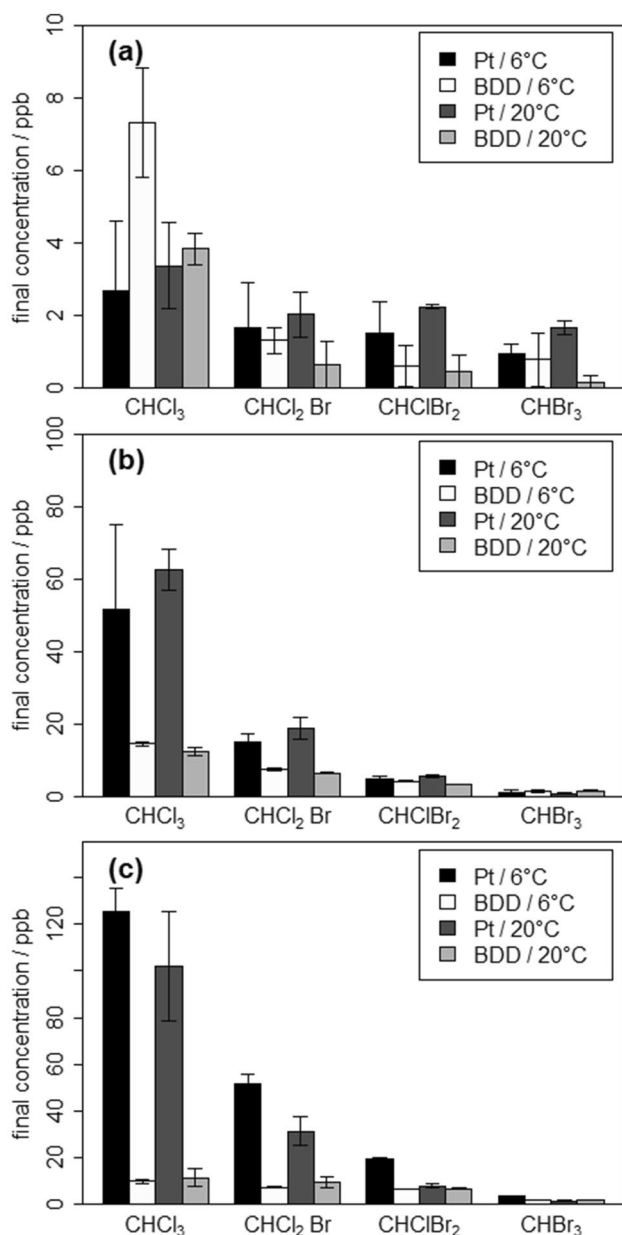 (a)
Pt / 6°C
BDD / 6°C
Pt / 20°C
BDD / 20°C
final concentration / ppb
10
8
6
4
2
0
CHCl₃ CHCl₂ Br CHClBr₂ CHBr₃
(b)
Pt / 6°C
BDD / 6°C
Pt / 20°C
BDD / 20°C
final concentration / ppb
100
80
60
40
20
0
CHCl₃ CHCl₂ Br CHClBr₂ CHBr₃
(c)
Pt / 6°C
BDD / 6°C
Pt / 20°C
BDD / 20°C
final concentration / ppb
120
80
60
40
20
0
CHCl₃ CHCl₂ Br CHClBr₂ CHBr₃